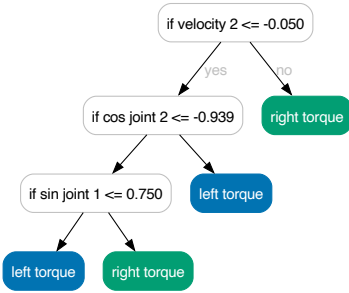 if velocity 2 <= -0.050
yes
no
if cos joint 2 <= -0.939
right torque
if sin joint 1 <= 0.750
left torque
left torque
right torque